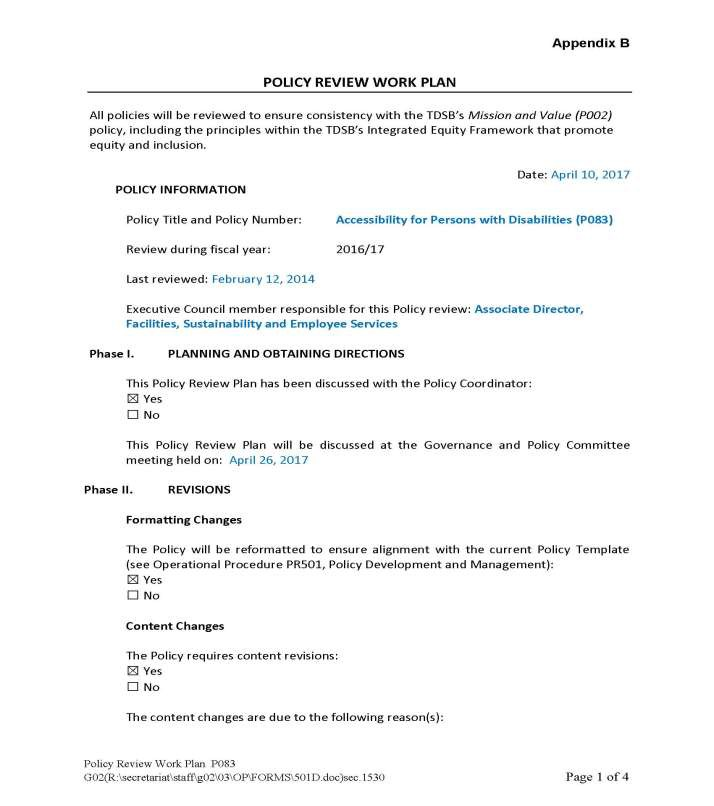 Appendix B
POLICY REVIEW WORK PLAN
All policies will be reviewed to ensure consistency with the TDSB's Mission and Value (P002)
policy, including the principles within the TDSB's Integrated Equity Framework that promote
equity and inclusion.
Date: April 10, 2017
POLICY INFORMATION
Policy Title and Policy Number: Accessibility for Persons with Disabilities (P083)
Review during fiscal year: 2016/17
Last reviewed: February 12, 2014
Executive Council member responsible for this Policy review: Associate Director,
Facilities, Sustainability and Employee Services
Phase I. PLANNING AND OBTAINING DIRECTIONS
This Policy Review Plan has been discussed with the Policy Coordinator:
☒ Yes
☐ No
This Policy Review Plan will be discussed at the Governance and Policy Committee
meeting held on: April 26, 2017
Phase II. REVISIONS
Formatting Changes
The Policy will be reformatted to ensure alignment with the current Policy Template
(see Operational Procedure PR501, Policy Development and Management):
☒ Yes
☐ No
Content Changes
The Policy requires content revisions:
☒ Yes
☐ No
The content changes are due to the following reason(s):
Policy Review Work Plan P083
G02(R:\secretariat\staff\g02\03\OP\FORMS\501D.doc)sec.1530
Page 1 of 4